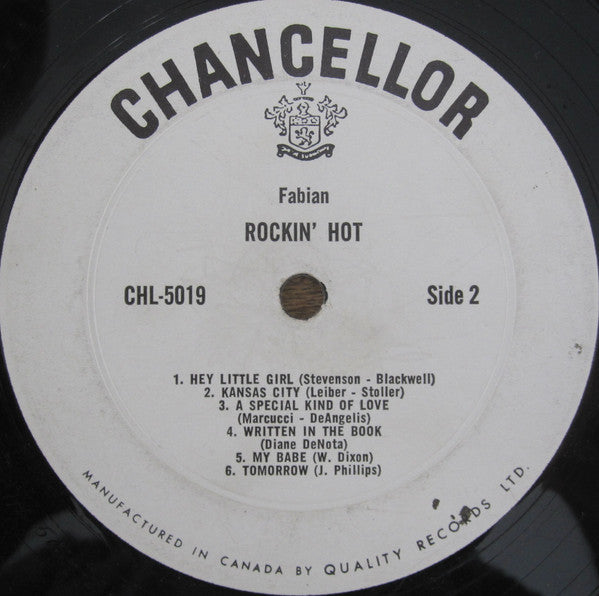 CHANCELLOR
Fabian
ROCKIN' HOT
CHL-5019
Side 2
1. HEY LITTLE GIRL (Stevenson - Blackwell)
2. KANSAS CITY (Leiber - Stoller)
3. A SPECIAL KIND OF LOVE
(Marcucci - DeAngelis)
4. WRITTEN IN THE BOOK
(Diane DeNota)
5. MY BABE (W. Dixon)
6. TOMORROW (J. Phillips)
MANUFACTURED IN CANADA BY QUALITY RECORDS LTD.